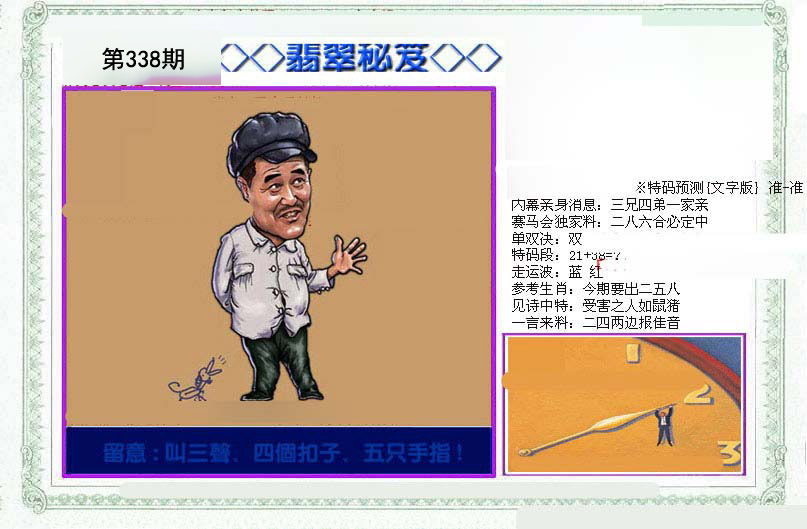 第338期
◇◇翡翠秘笈◇◇
※特码预测{文字版} 准-准
内幕亲身消息：三兄四弟一家亲
赛马会独家料：二八六合必定中
单双决：双
特码段：21+38=?
走运波：蓝 红
参考生肖：今期要出二五八
见诗中特：受害之人如鼠猪
一言来料：二四两边报佳音
留意：叫三聲、四個扣子、五只手指！
1
2
3